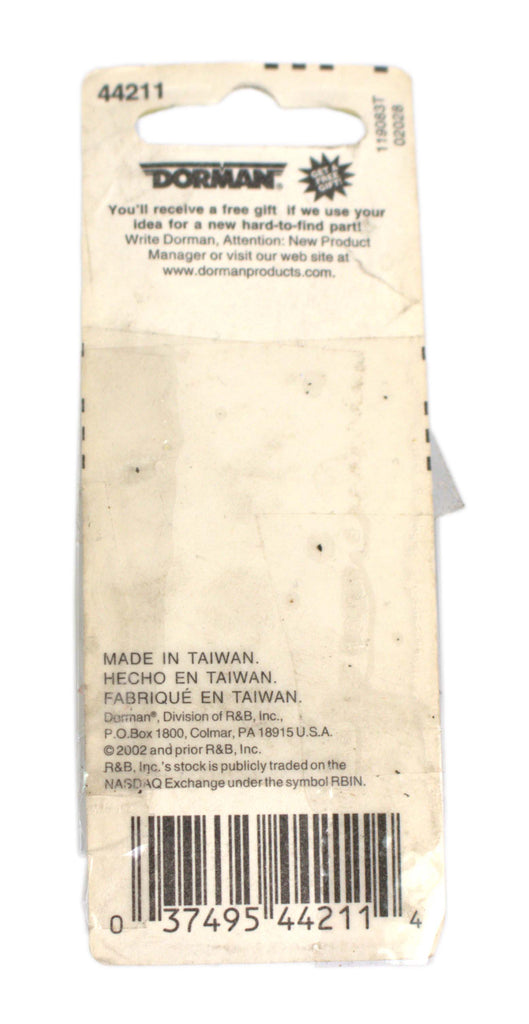 44211
119083T
02028
DORMAN®
GET A
FREE
GIFT!
You'll receive a free gift if we use your
idea for a new hard-to-find part!
Write Dorman, Attention: New Product
Manager or visit our web site at
www.dormanproducts.com.
MADE IN TAIWAN.
HECHO EN TAIWAN.
FABRIQUÉ EN TAIWAN.
Dorman®, Division of R&B, Inc.,
P.O.Box 1800, Colmar, PA 18915 U.S.A.
© 2002 and prior R&B, Inc.
R&B, Inc.'s stock is publicly traded on the
NASDAQ Exchange under the symbol RBIN.
0 37495 44211 4